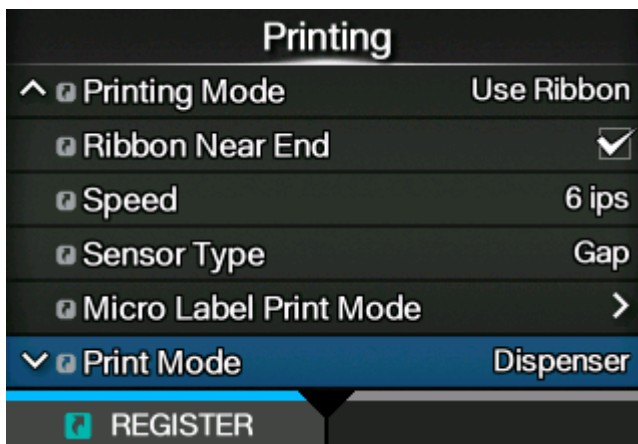 Printing
Printing Mode Use Ribbon
Ribbon Near End
Speed 6 ips
Sensor Type Gap
Micro Label Print Mode
Print Mode Dispenser
REGISTER